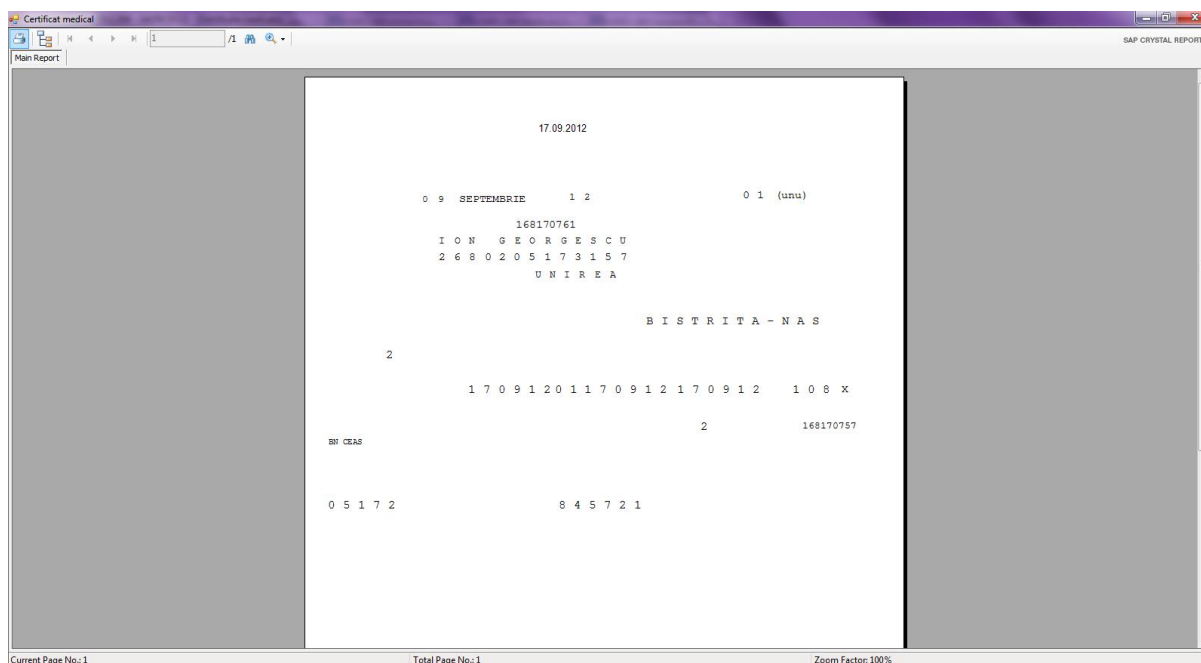 Certificat medical
1 /1 SAP CRYSTAL REPORT
Main Report
17.09.2012
0 9 SEPTEMBRIE 1 2 0 1 (unu)
168170761
I O N G E O R G E S C U
2 6 8 0 2 0 5 1 7 3 1 5 7
U N I R E A
B I S T R I T A - N A S
2
1 7 0 9 1 2 0 1 1 7 0 9 1 2 1 7 0 9 1 2 1 0 8 X
2 168170757
BN CEAS
0 5 1 7 2 8 4 5 7 2 1
Current Page No.: 1 Total Page No.: 1 Zoom Factor: 100%